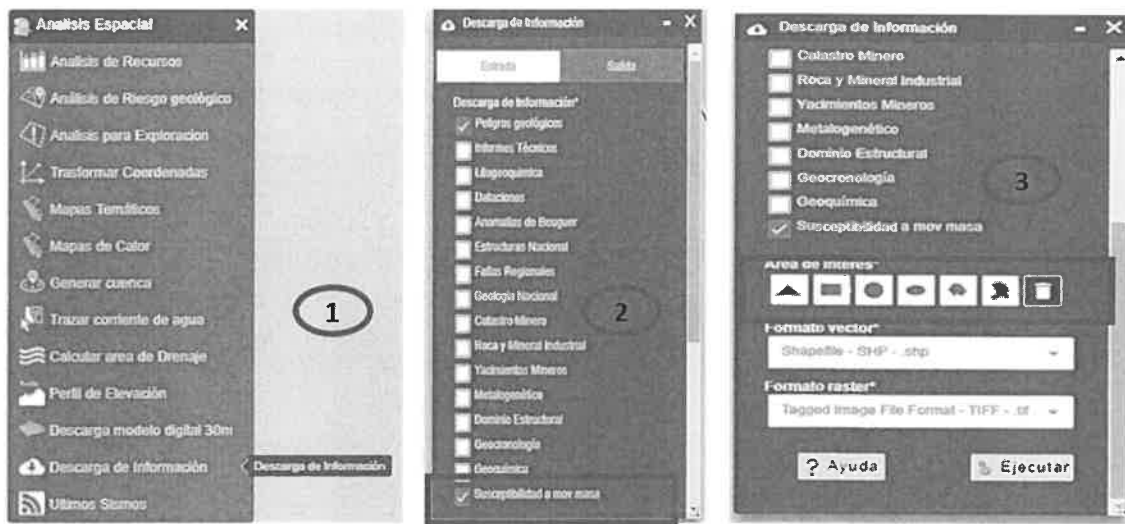 Analisis Espacial
Analisis de Recursos
Análisis de Riesgo geológico
Analisis para Exploracion
Trasformar Coordenadas
Mapas Temáticos
Mapas de Calor
Generar cuenca
Trazar corriente de agua
Calcular area de Drenaje
Perfil de Elevación
Descarga modelo digital 30m
Descarga de Información
Descarga de Información
Ultimos Sismos
1
Descarga de Información
Entrada
Salida
Descarga de Información*
Peligros geológicos
Informes Técnicos
Litogeoquímica
Dataciones
Anomalías de Bouguer
Estructuras Nacional
Fallas Regionales
Geología Nacional
Catastro Minero
Roca y Mineral Industrial
Yacimientos Mineros
Metalogenético
Dominio Estructural
Geocronología
Geoquímica
Susceptibilidad a mov masa
2
Descarga de Información
Catastro Minero
Roca y Mineral Industrial
Yacimientos Mineros
Metalogenético
Dominio Estructural
Geocronología
Geoquímica
Susceptibilidad a mov masa
3
Area de Interés*
Formato vector*
Shapefile - SHP - .shp
Formato raster*
Tagged Image File Format - TIFF - .tif
? Ayuda
Ejecutar